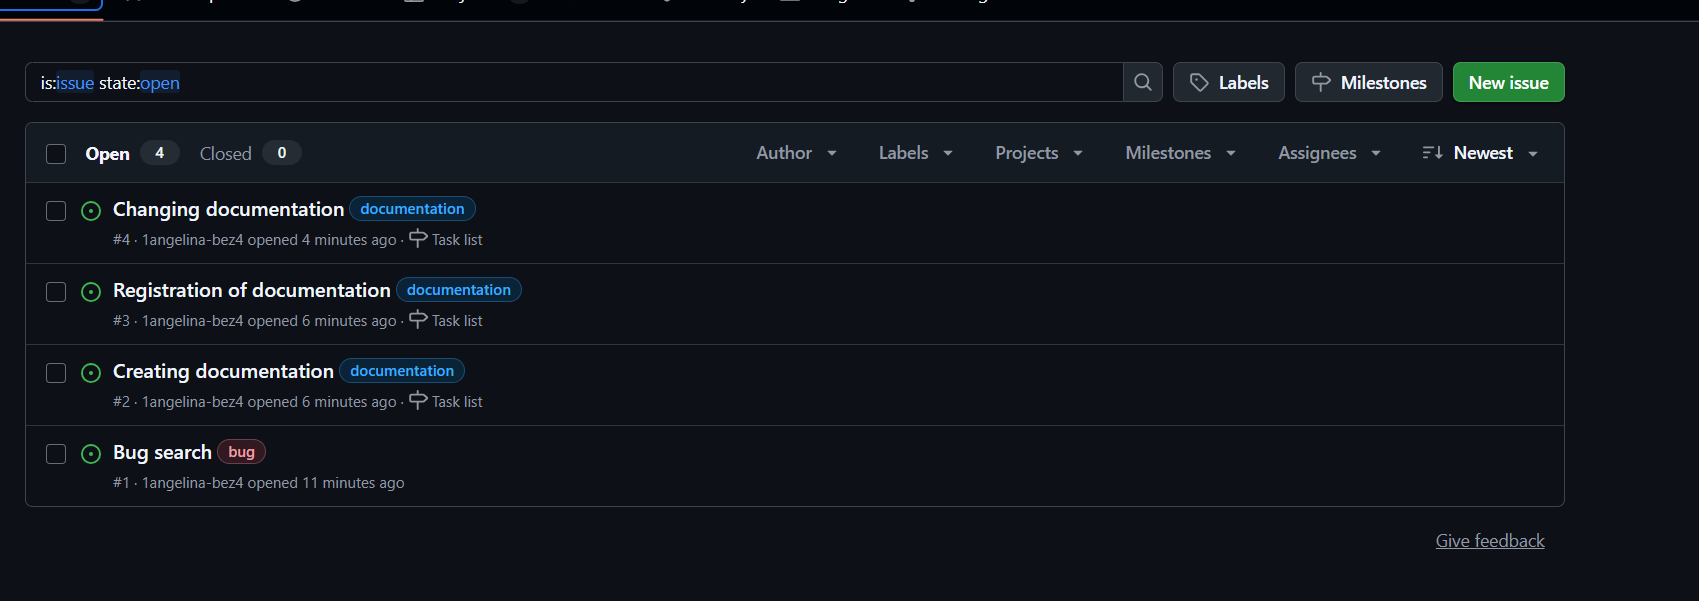 is:issue state:open
Labels
Milestones
New issue
Open 4 Closed 0 Author Labels Projects Milestones Assignees Newest
Changing documentation documentation
#4 · 1angelina-bez4 opened 4 minutes ago · Task list
Registration of documentation documentation
#3 · 1angelina-bez4 opened 6 minutes ago · Task list
Creating documentation documentation
#2 · 1angelina-bez4 opened 6 minutes ago · Task list
Bug search bug
#1 · 1angelina-bez4 opened 11 minutes ago
Give feedback